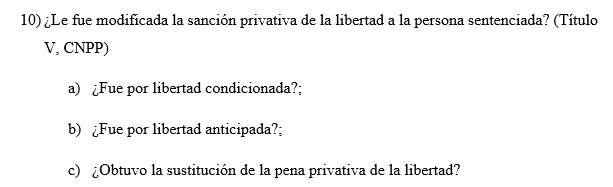 10) ¿Le fue modificada la sanción privativa de la libertad a la persona sentenciada? (Título
V, CNPP)
a) ¿Fue por libertad condicionada?;
b) ¿Fue por libertad anticipada?;
c) ¿Obtuvo la sustitución de la pena privativa de la libertad?